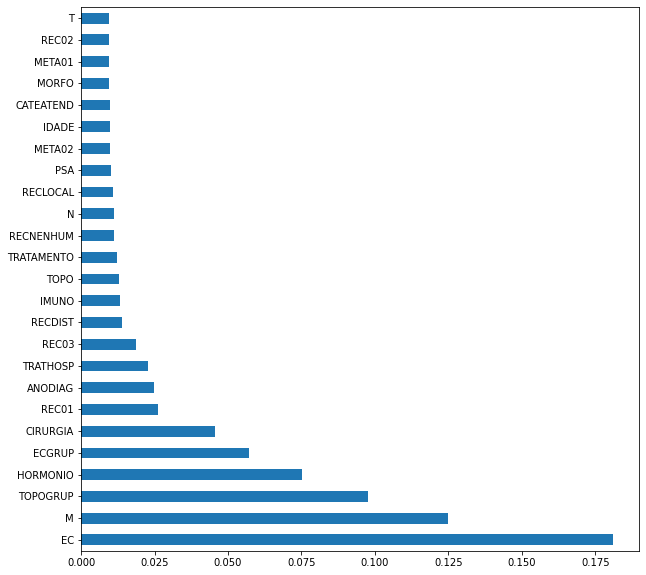 T
REC02
META01
MORFO
CATEATEND
IDADE
META02
PSA
RECLOCAL
N
RECNENHUM
TRATAMENTO
TOPO
IMUNO
RECDIST
REC03
TRATHOSP
ANODIAG
REC01
CIRURGIA
ECGRUP
HORMONIO
TOPOGRUP
M
EC
0.000 0.025 0.050 0.075 0.100 0.125 0.150 0.175